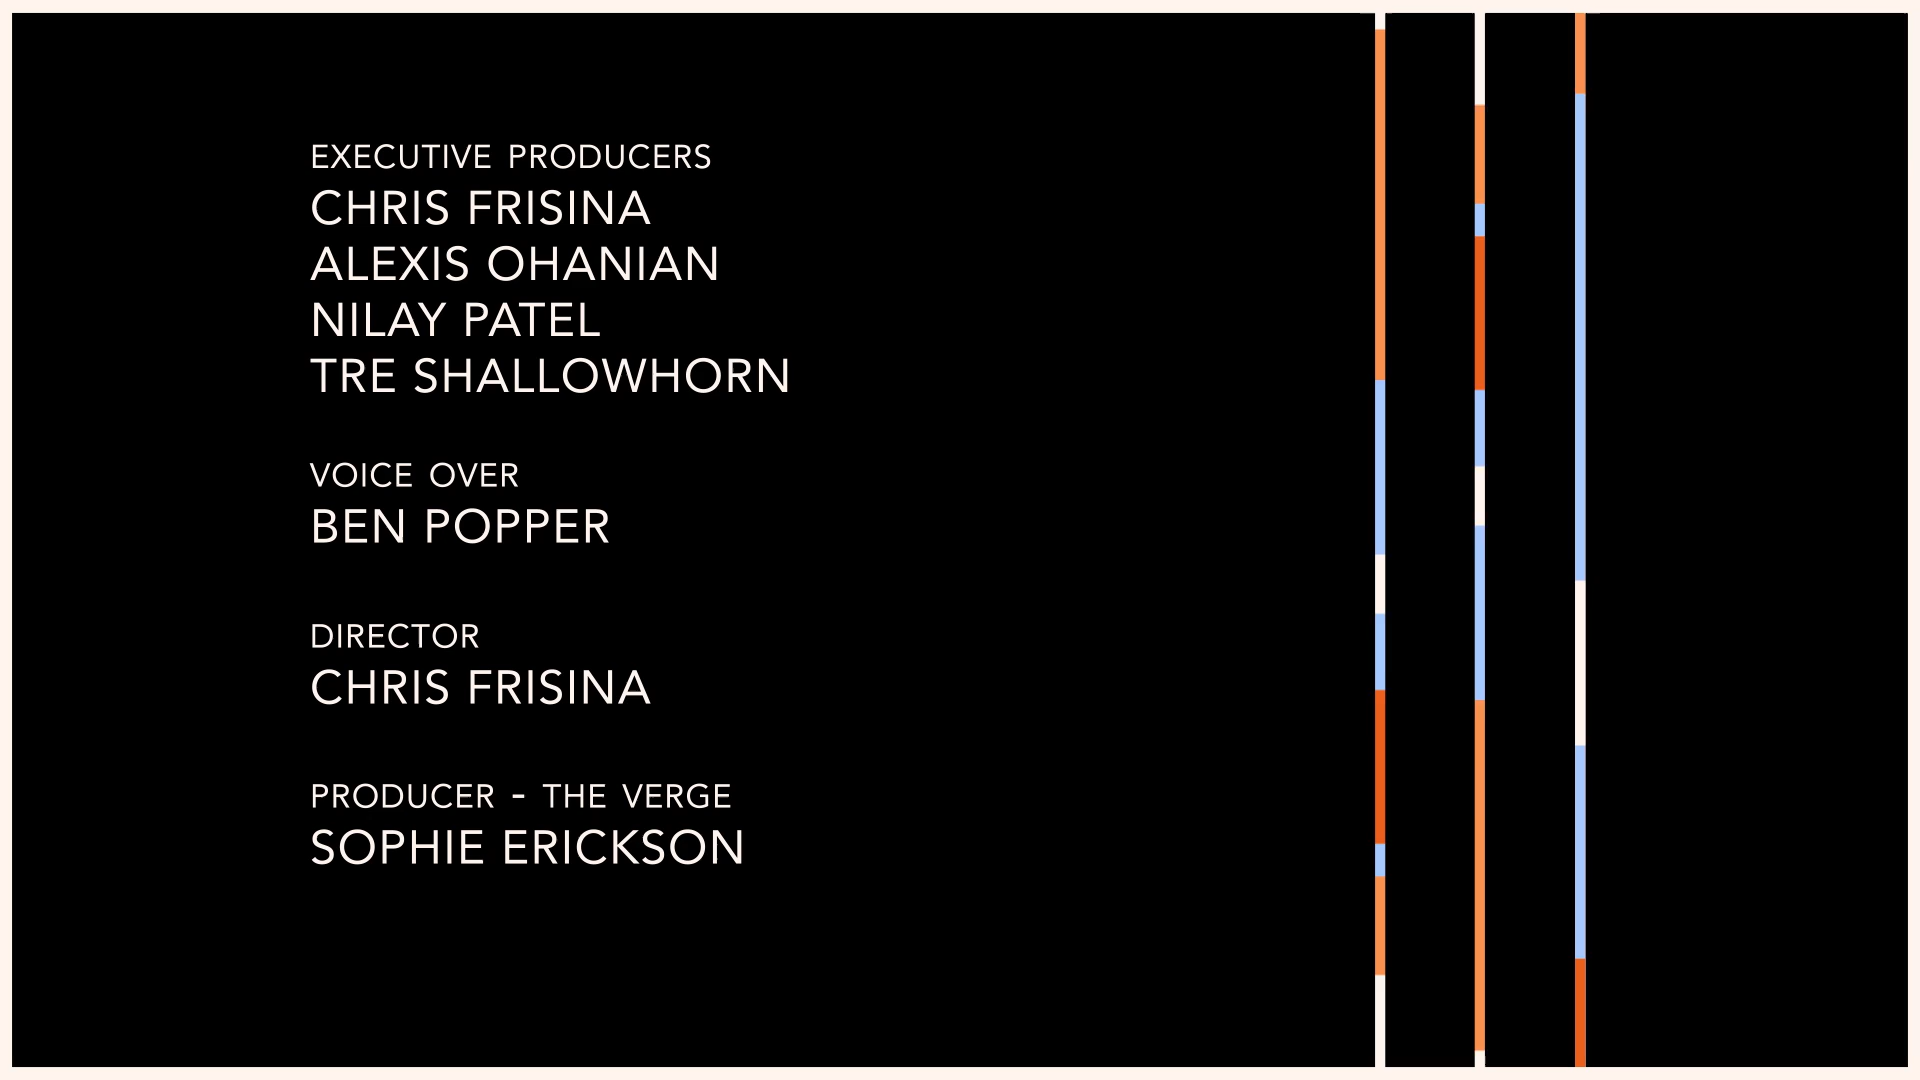 EXECUTIVE PRODUCERS
CHRIS FRISINA
ALEXIS OHANIAN
NILAY PATEL
TRE SHALLOWHORN
VOICE OVER
BEN POPPER
DIRECTOR
CHRIS FRISINA
PRODUCER - THE VERGE
SOPHIE ERICKSON